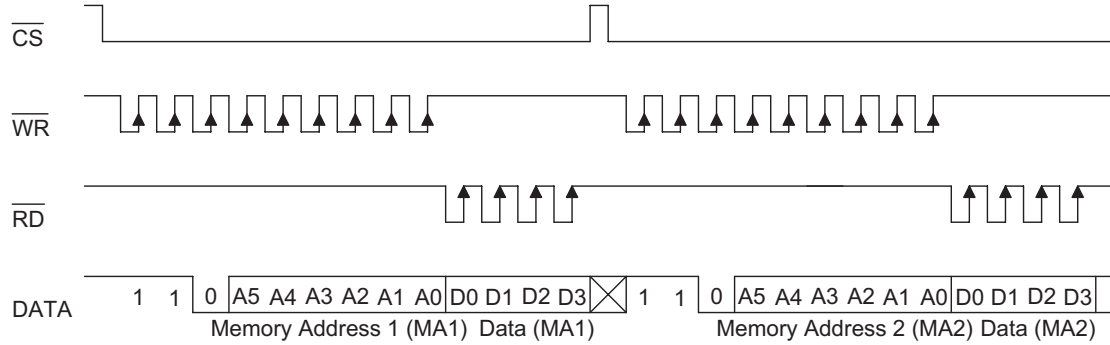 CS
WR
RD
DATA 1 1 0 A5 A4 A3 A2 A1 A0 D0 D1 D2 D3 1 1 0 A5 A4 A3 A2 A1 A0 D0 D1 D2 D3
Memory Address 1 (MA1) Data (MA1) Memory Address 2 (MA2) Data (MA2)